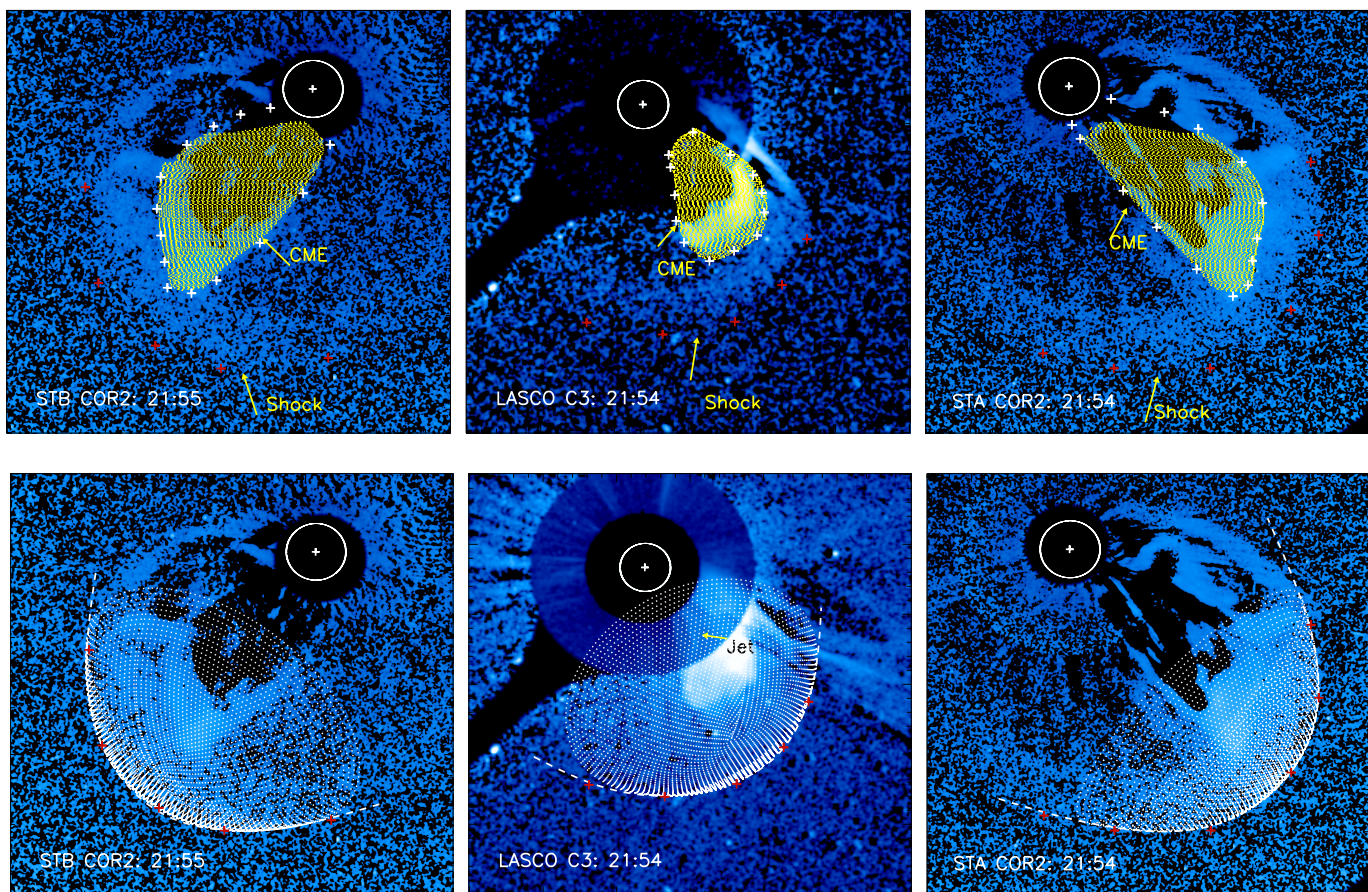 CME
STB COR2: 21:55
Shock
CME
LASCO C3: 21:54
Shock
CME
STA COR2: 21:54
Shock
STB COR2: 21:55
Jet
LASCO C3: 21:54
STA COR2: 21:54